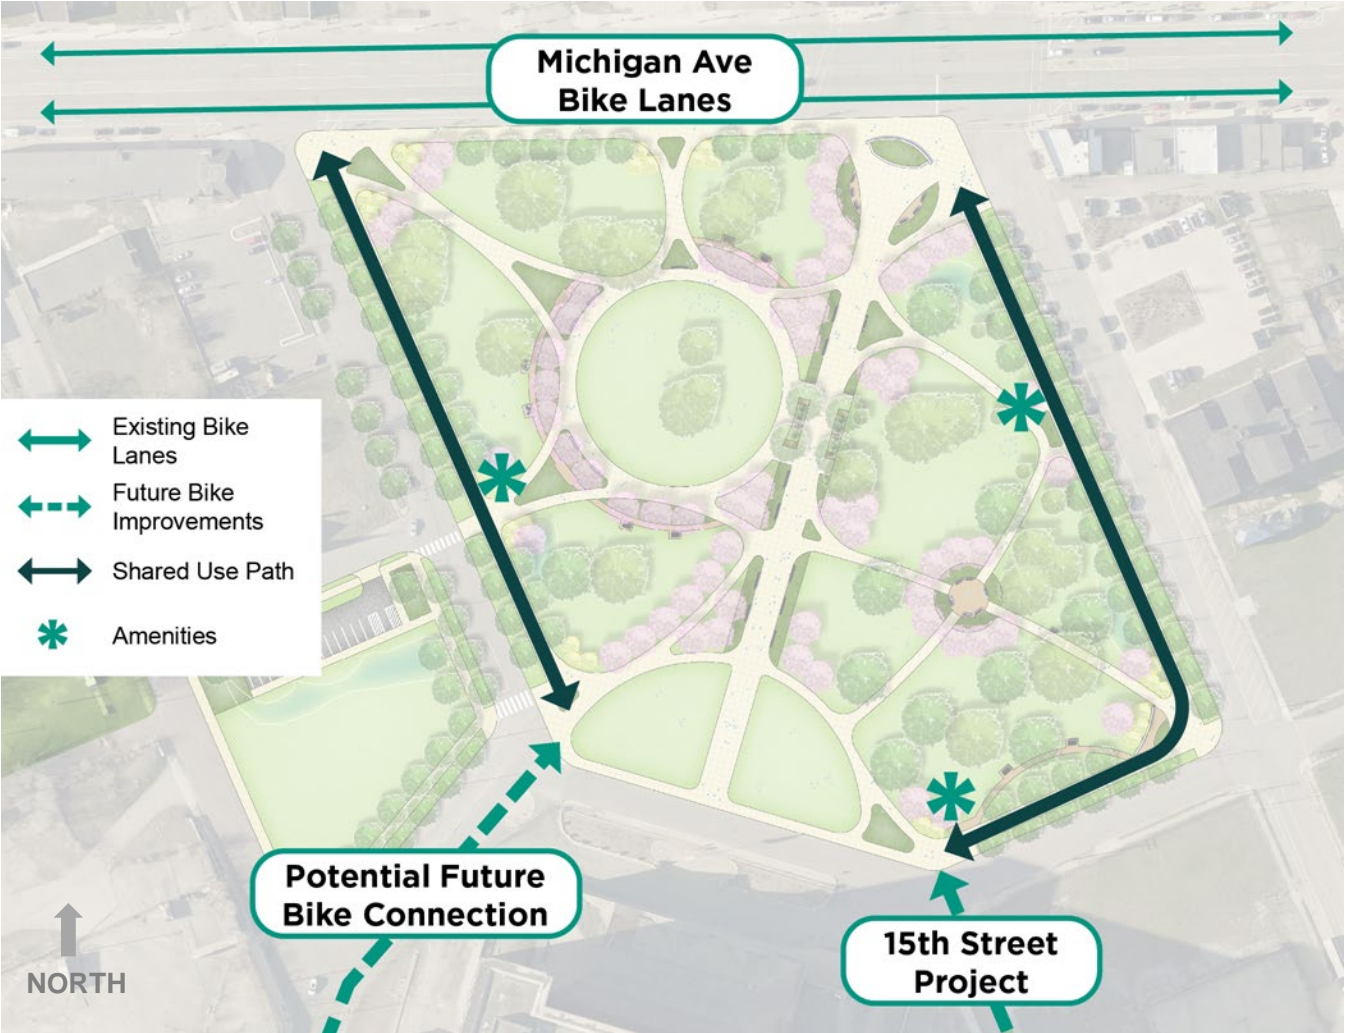 Michigan Ave
Bike Lanes
Existing Bike
Lanes
Future Bike
Improvements
Shared Use Path
Amenities
Potential Future
Bike Connection
15th Street
Project
NORTH